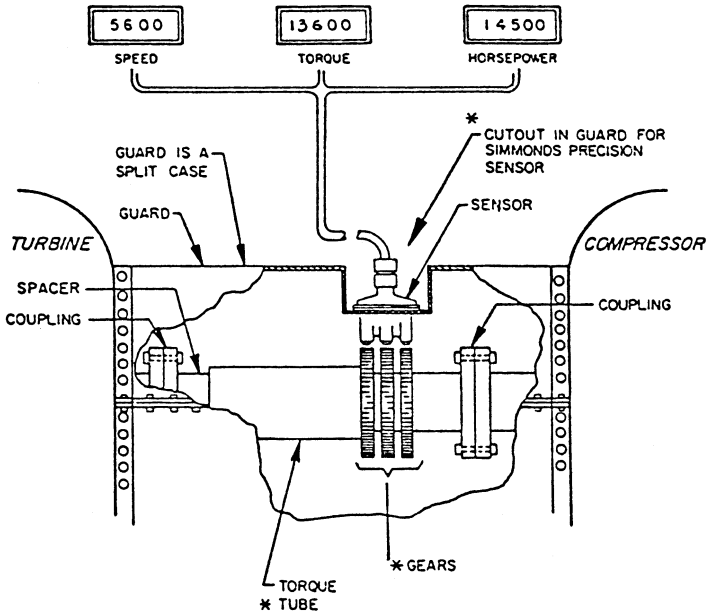 5600
13600
14500
SPEED
TORQUE
HORSEPOWER
*
CUTOUT IN GUARD FOR
SIMMONDS PRECISION
SENSOR
GUARD IS A
SPLIT CASE
SENSOR
GUARD
TURBINE
COMPRESSOR
SPACER
COUPLING
COUPLING
* GEARS
TORQUE
* TUBE